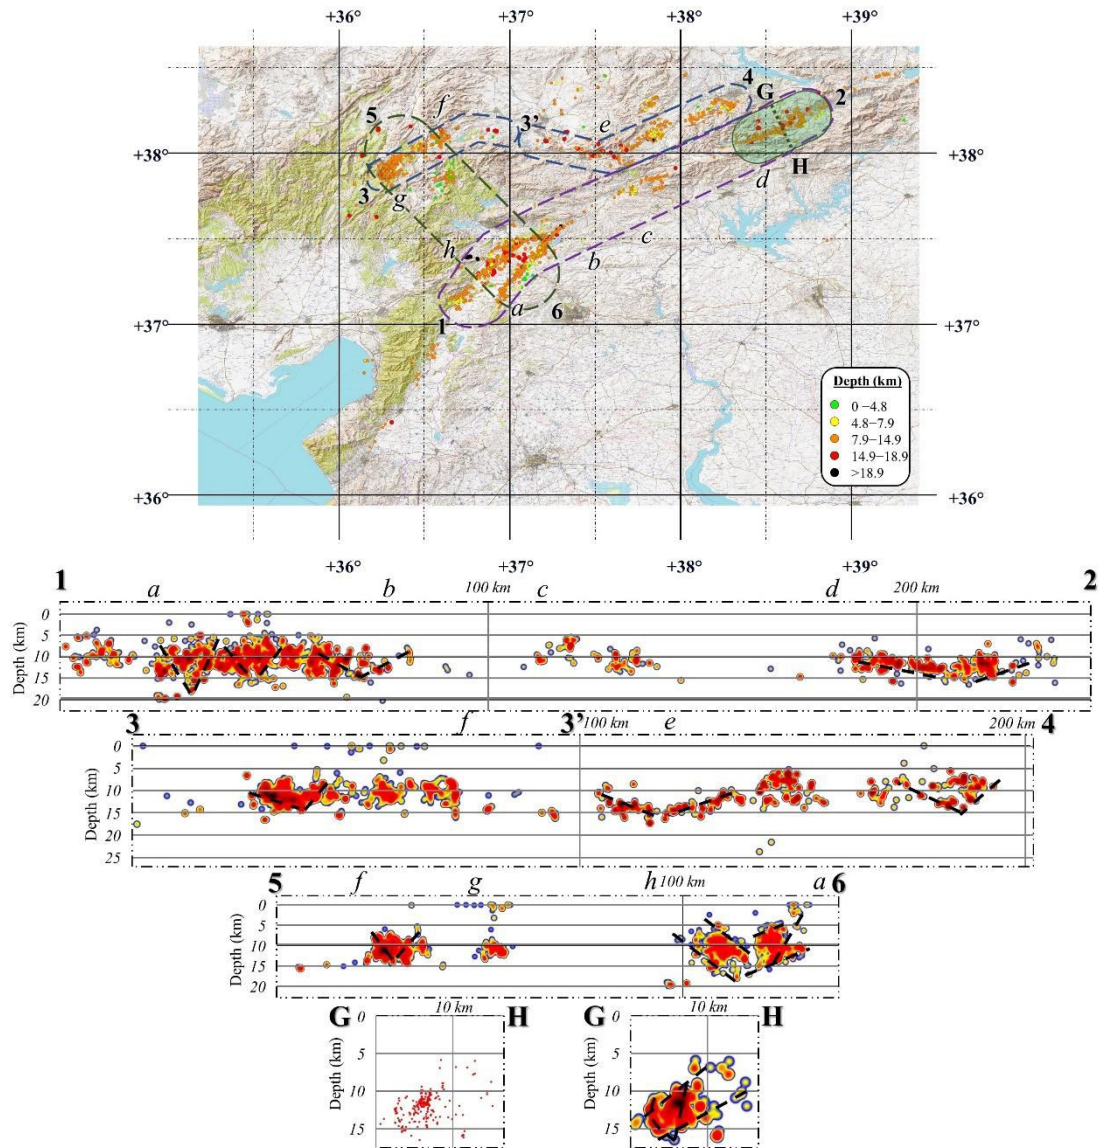 +36° +37° +38° +39°
4
G 2
5 f 3' e
+38° +38°
H
3 g d
h c
b
+37° 1 a 6 +37°
Depth (km)
0 −4.8
4.8−7.9
7.9−14.9
14.9−18.9
>18.9
+36° +36°
+36° +37° +38° +39°
1 a b 100 km c d 200 km 2
Depth (km)
0
5
10
15
20
3 f 3' 100 km e 200 km 4
Depth (km)
0
5
10
15
20
25
5 f g h 100 km a 6
Depth (km)
0
5
10
15
20
G 10 km H G 10 km H
Depth (km) Depth (km)
0 0
5 5
10 10
15 15